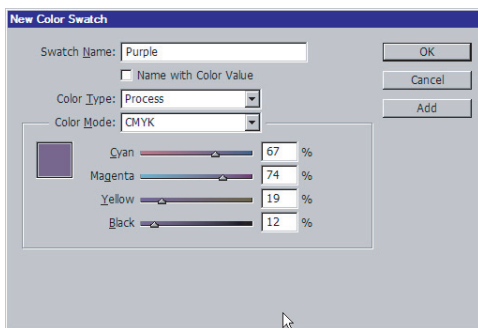 New Color Swatch
Swatch Name: Purple
OK
Name with Color Value
Cancel
Color Type: Process
Add
Color Mode: CMYK
Cyan 67 %
Magenta 74 %
Yellow 19 %
Black 12 %